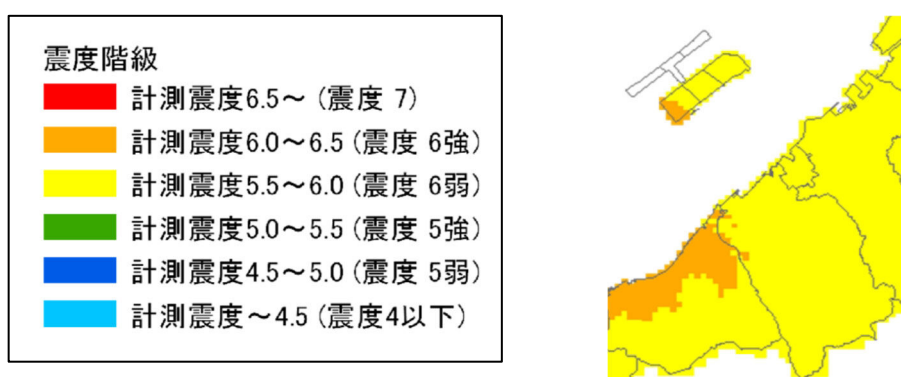 震度階級
計測震度6.5～ (震度 7)
計測震度6.0～6.5 (震度 6強)
計測震度5.5～6.0 (震度 6弱)
計測震度5.0～5.5 (震度 5強)
計測震度4.5～5.0 (震度 5弱)
計測震度～4.5 (震度4以下)